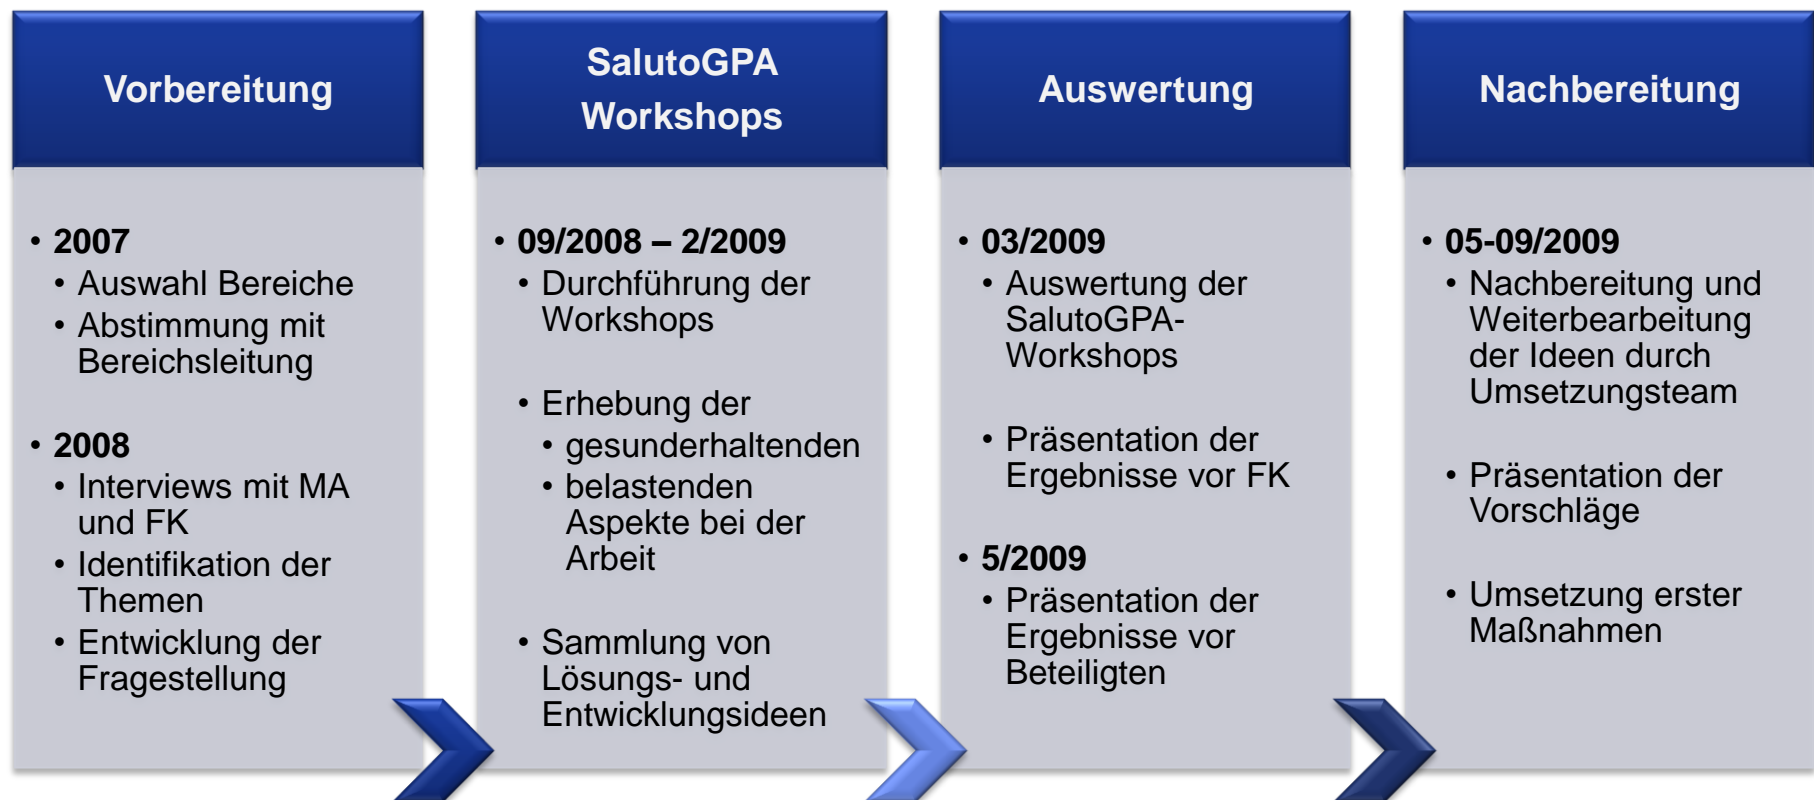 Vorbereitung
• 2007
• Auswahl Bereiche
• Abstimmung mit
Bereichsleitung
• 2008
• Interviews mit MA
und FK
• Identifikation der
Themen
• Entwicklung der
Fragestellung
SalutoGPA
Workshops
• 09/2008 – 2/2009
• Durchführung der
Workshops
• Erhebung der
• gesunderhaltenden
• belastenden
Aspekte bei der
Arbeit
• Sammlung von
Lösungs- und
Entwicklungsideen
Auswertung
• 03/2009
• Auswertung der
SalutoGPA-
Workshops
• Präsentation der
Ergebnisse vor FK
• 5/2009
• Präsentation der
Ergebnisse vor
Beteiligten
Nachbereitung
• 05-09/2009
• Nachbereitung und
Weiterbearbeitung
der Ideen durch
Umsetzungsteam
• Präsentation der
Vorschläge
• Umsetzung erster
Maßnahmen